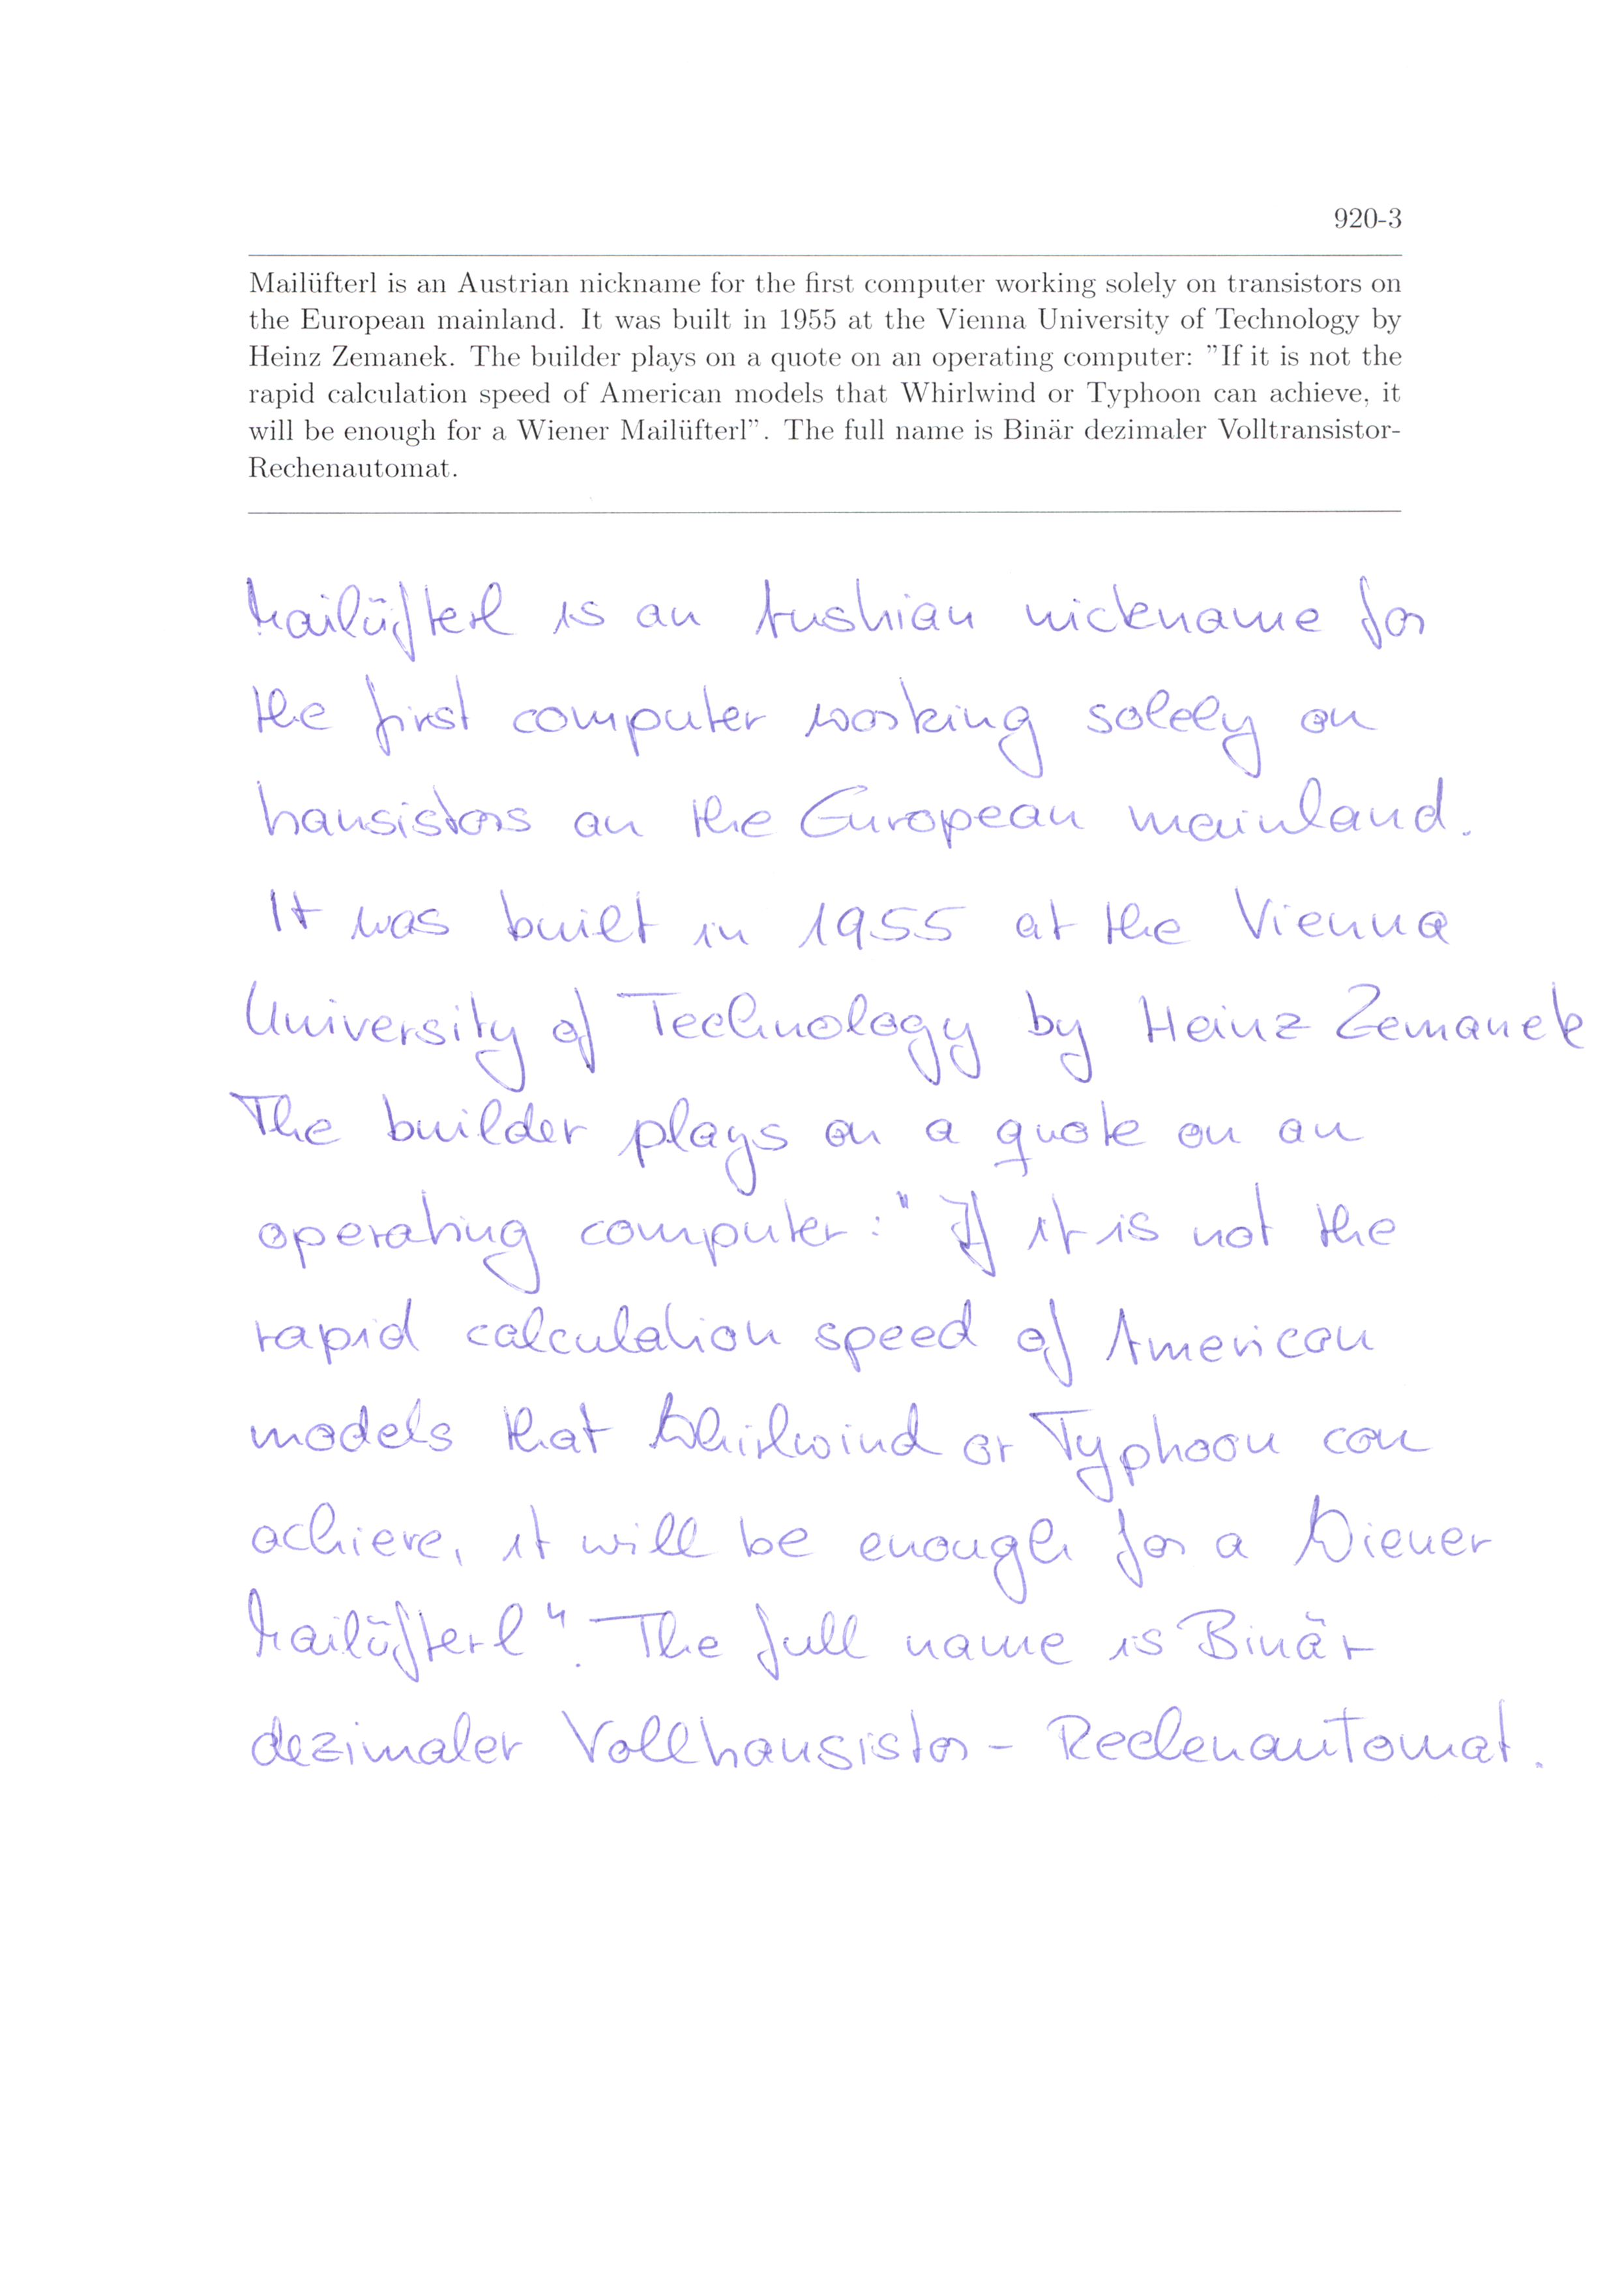 920-3
Mailüfterl is an Austrian nickname for the first computer working solely on transistors on
the European mainland. It was built in 1955 at the Vienna University of Technology by
Heinz Zemanek. The builder plays on a quote on an operating computer: "If it is not the
rapid calculation speed of American models that Whirlwind or Typhoon can achieve, it
will be enough for a Wiener Mailüfterl". The full name is Binär dezimaler Volltransistor-
Rechenautomat.
Mailüfterl is an Austrian nickname for
the first computer working solely on
transistors on the European mainland.
It was built in 1955 at the Vienna
University of Technology by Heinz Zemanek
The builder plays on a quote on an
operating computer: "If it is not the
rapid calculation speed of American
models that Whirlwind or Typhoon can
achieve, it will be enough for a Wiener
Mailüfterl". The full name is Binär
dezimaler Volltransistor - Rechenautomat.